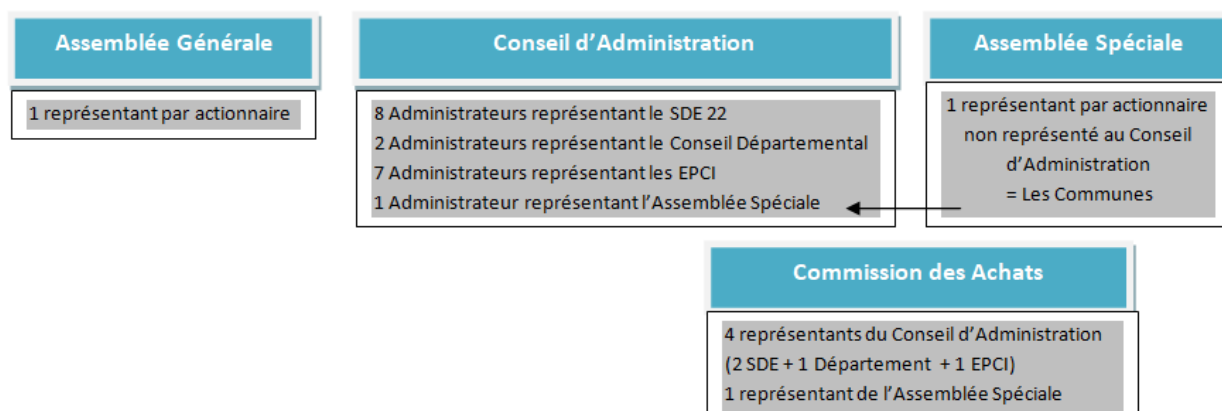 Assemblée Générale
1 représentant par actionnaire
Conseil d’Administration
8 Administrateurs représentant le SDE 22
2 Administrateurs représentant le Conseil Départemental
7 Administrateurs représentant les EPCI
1 Administrateur représentant l’Assemblée Spéciale
Assemblée Spéciale
1 représentant par actionnaire
non représenté au Conseil
d’Administration
= Les Communes
Commission des Achats
4 représentants du Conseil d’Administration
(2 SDE + 1 Département + 1 EPCI)
1 représentant de l’Assemblée Spéciale